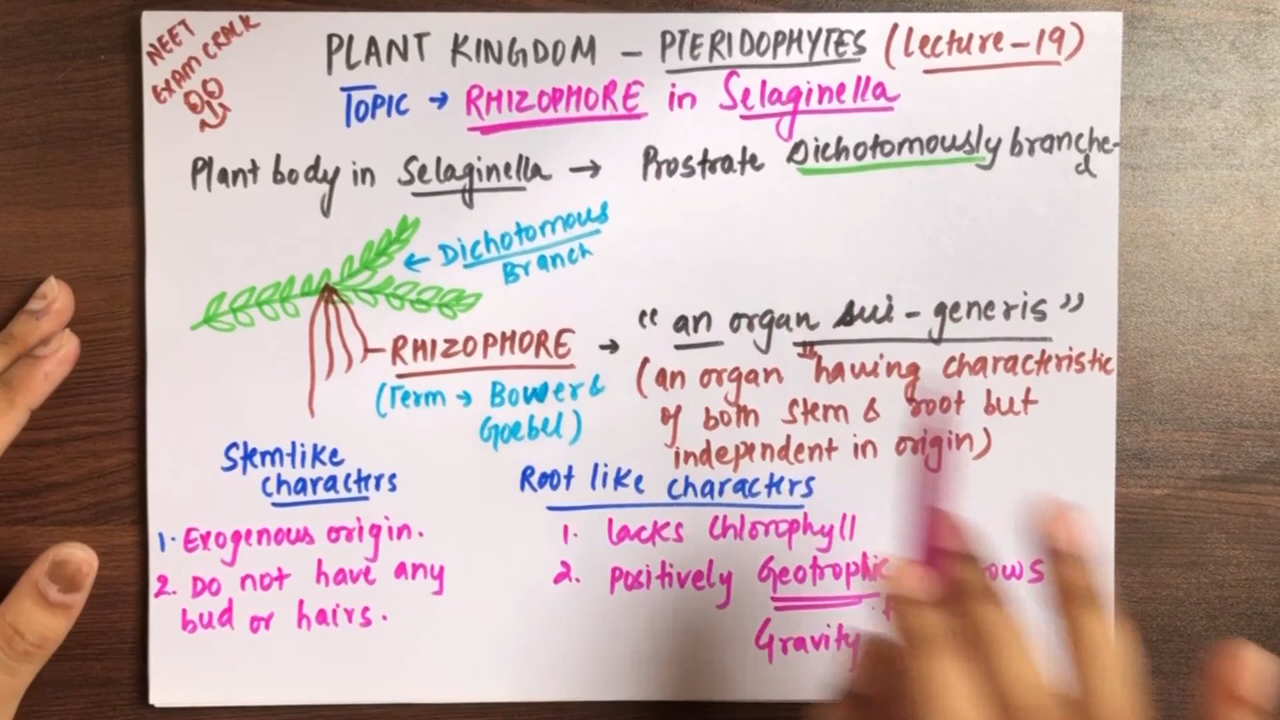 NEET
EXAM CRACK
PLANT KINGDOM - PTERIDOPHYTES (lecture-19)
TOPIC → RHIZOPHORE in Selaginella
Plant body in Selaginella → Prostrate Dichotomously branche-
d
← Dichotomous
Branch
RHIZOPHORE → “an organ sui-generis”
(Term → Bower &
Goebel)
(an organ "having characteristic
of both stem & root but
independent in origin)
Stemlike
characters
1. Exogenous origin.
2. Do not have any
bud or hairs.
Root like characters
1. lacks Chlorophyll
2. positively Geotrophic
Gravity